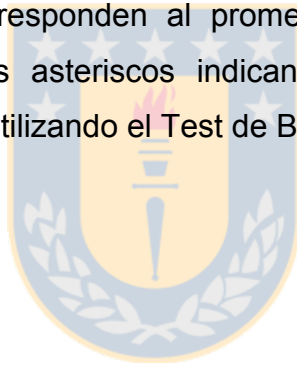 responden al prome
s asteriscos indican
tilizando el Test de B